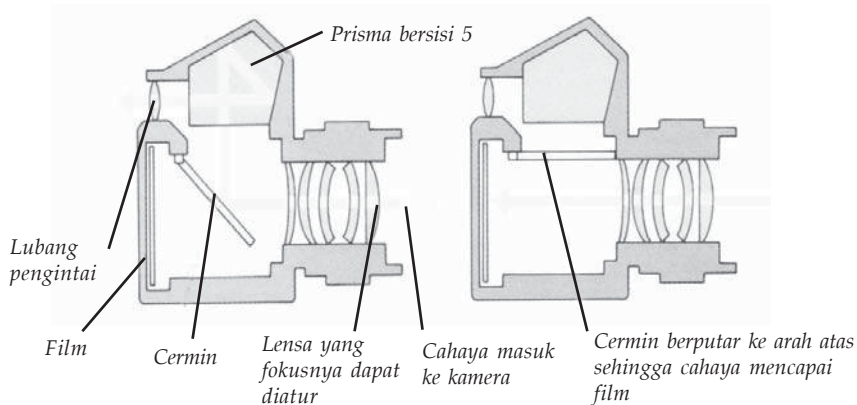 Prisma bersisi 5
Lubang
pengintai
Film
Cermin
Lensa yang
fokusnya dapat
diatur
Cahaya masuk
ke kamera
Cermin berputar ke arah atas
sehingga cahaya mencapai
film